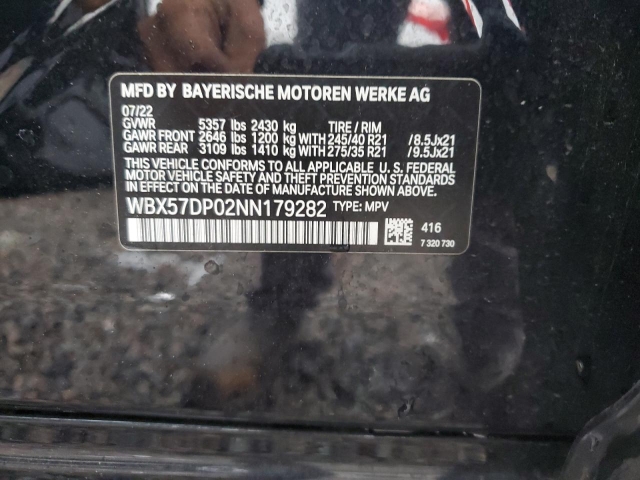 MFD BY BAYERISCHE MOTOREN WERKE AG
07/22
GVWR 5357 lbs 2430 kg TIRE / RIM
GAWR FRONT 2646 lbs 1200 kg WITH 245/40 R21 /8.5Jx21
GAWR REAR 3109 lbs 1410 kg WITH 275/35 R21 /9.5Jx21
THIS VEHICLE CONFORMS TO ALL APPLICABLE U. S. FEDERAL
MOTOR VEHICLE SAFETY, BUMPER, AND THEFT PREVENTION
STANDARDS IN EFFECT ON THE DATE OF MANUFACTURE SHOWN ABOVE.
WBX57DP02NN179282 TYPE: MPV
416
7 320 730